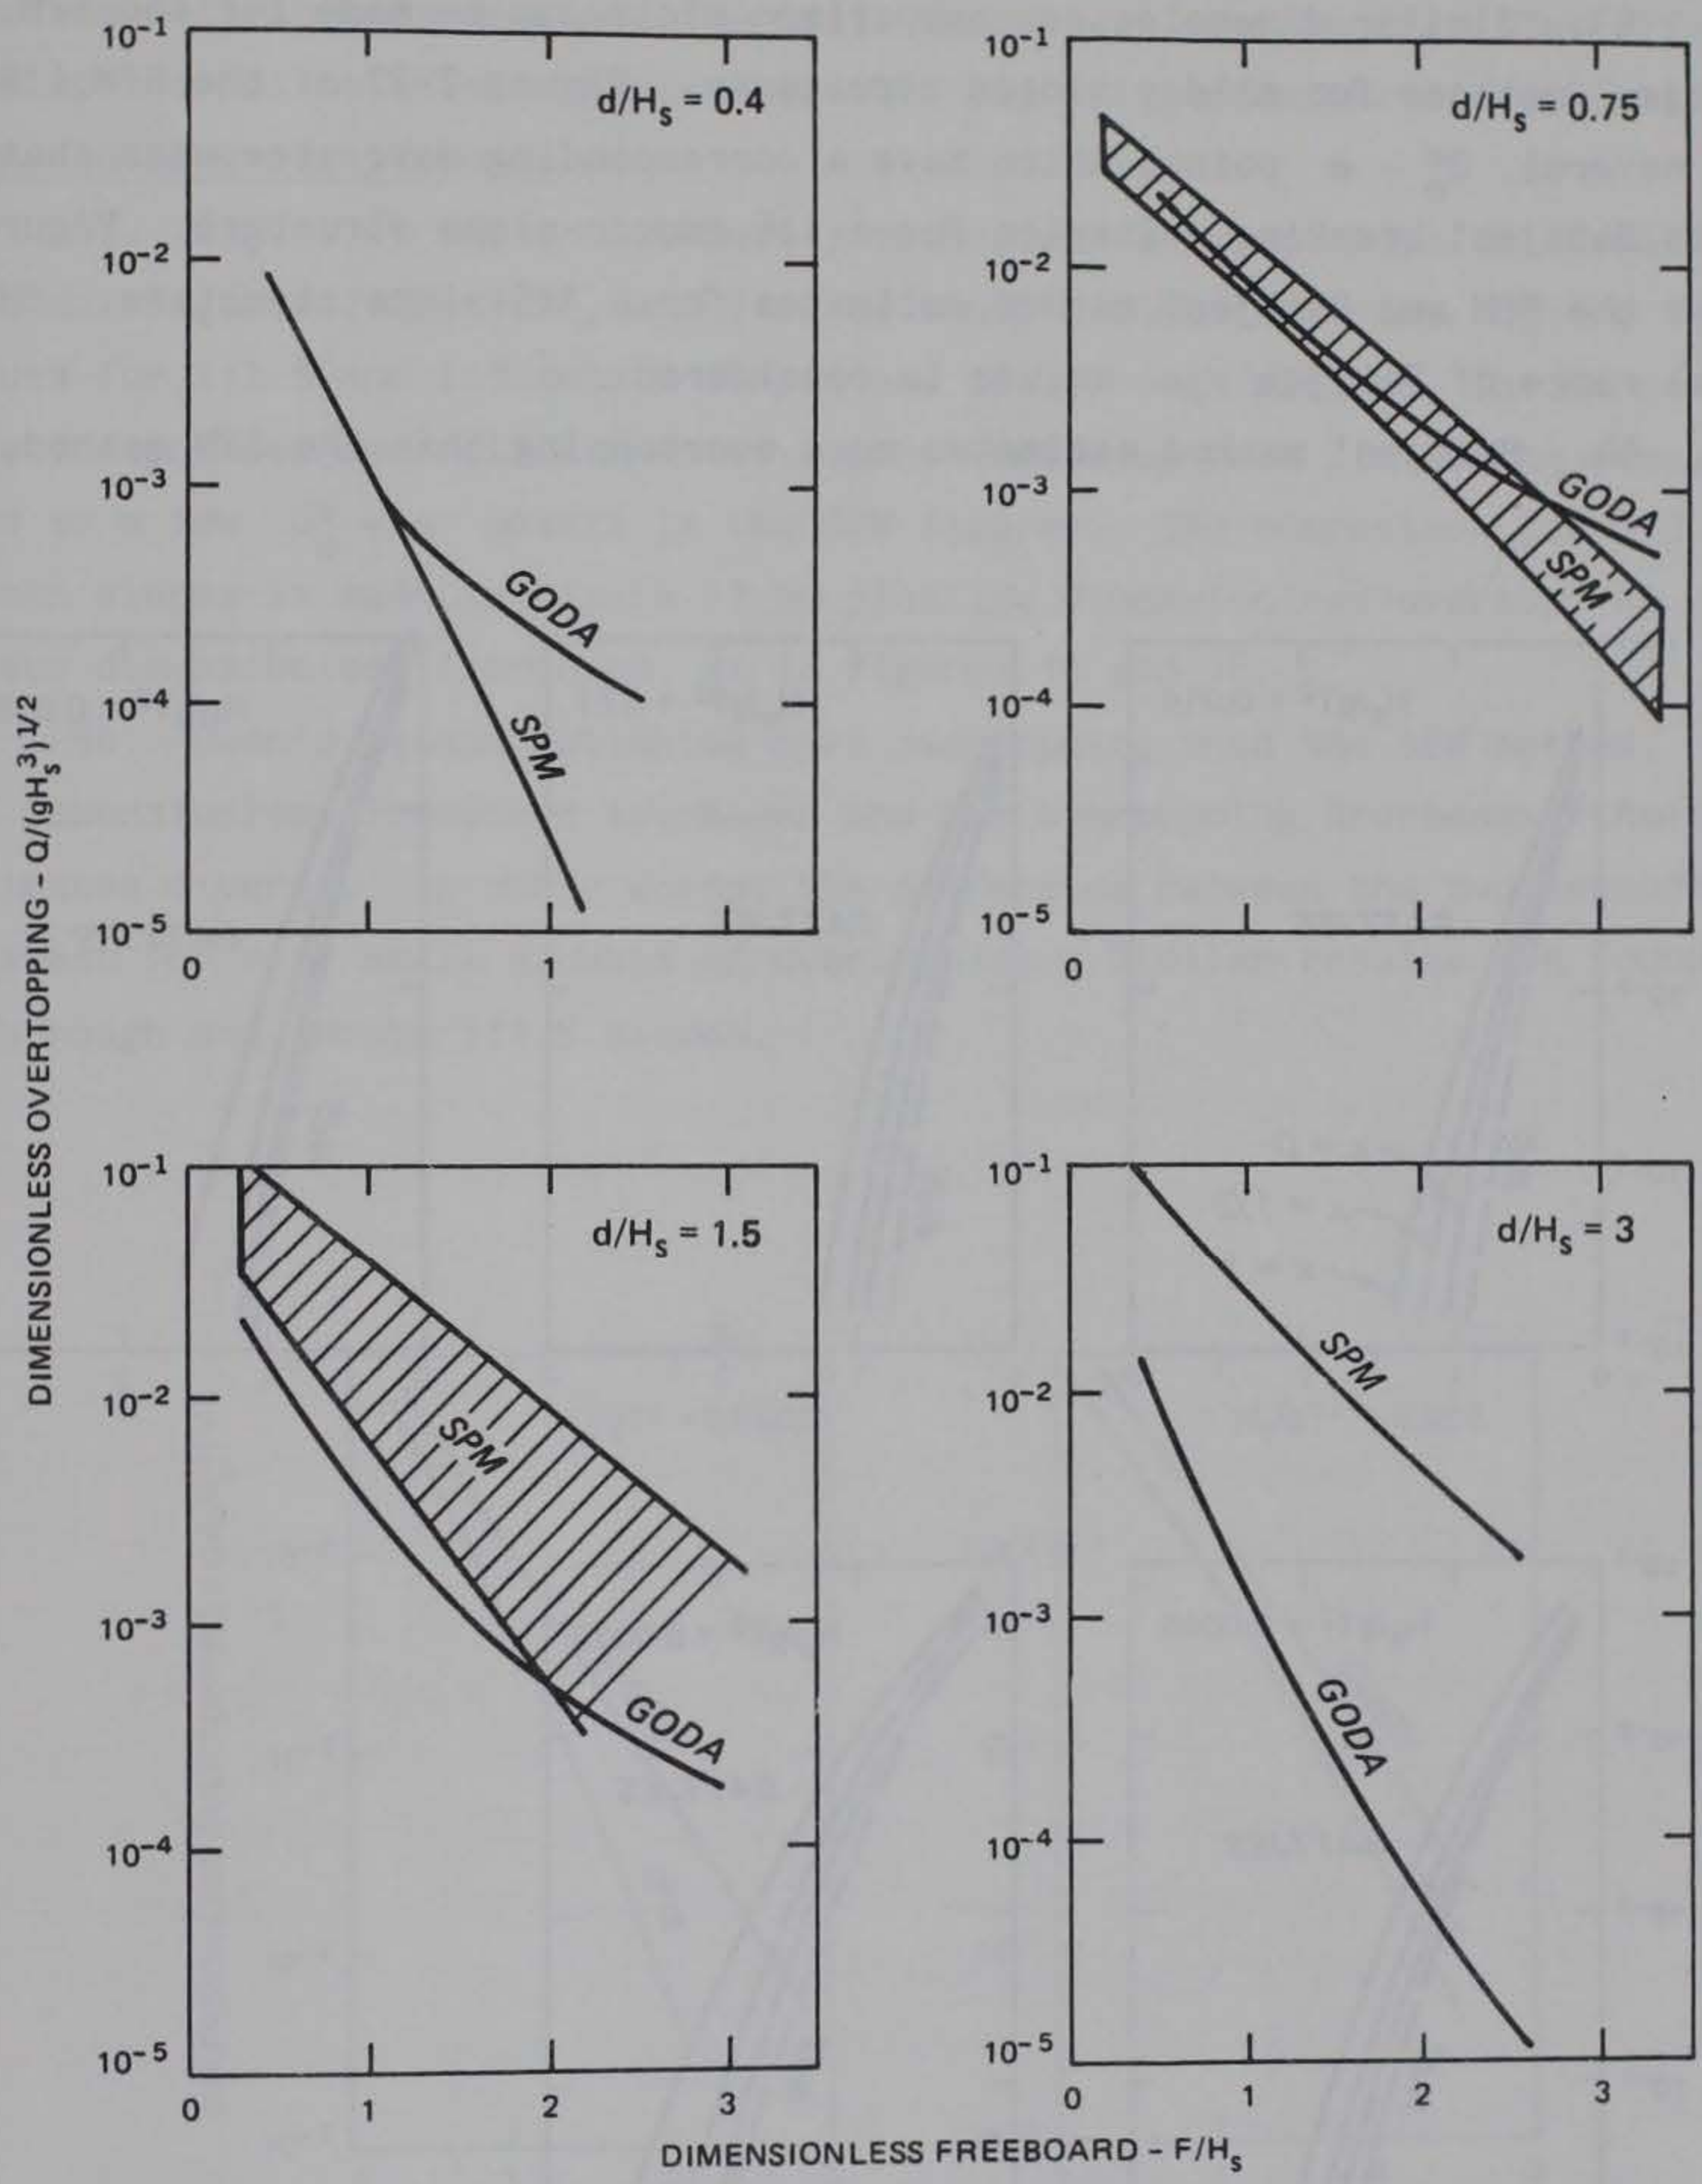 DIMENSIONLESS OVERTOPPING – Q/(gHs³)1/2
10⁻¹
10⁻²
10⁻³
10⁻⁴
10⁻⁵
d/Hs = 0.4
GODA
SPM
0
1
10⁻¹
10⁻²
10⁻³
10⁻⁴
10⁻⁵
d/Hs = 0.75
GODA
SPM
0
1
10⁻¹
10⁻²
10⁻³
10⁻⁴
10⁻⁵
d/Hs = 1.5
SPM
GODA
0 1 2 3
10⁻¹
10⁻²
10⁻³
10⁻⁴
10⁻⁵
d/Hs = 3
SPM
GODA
0 1 2 3
DIMENSIONLESS FREEBOARD – F/Hs